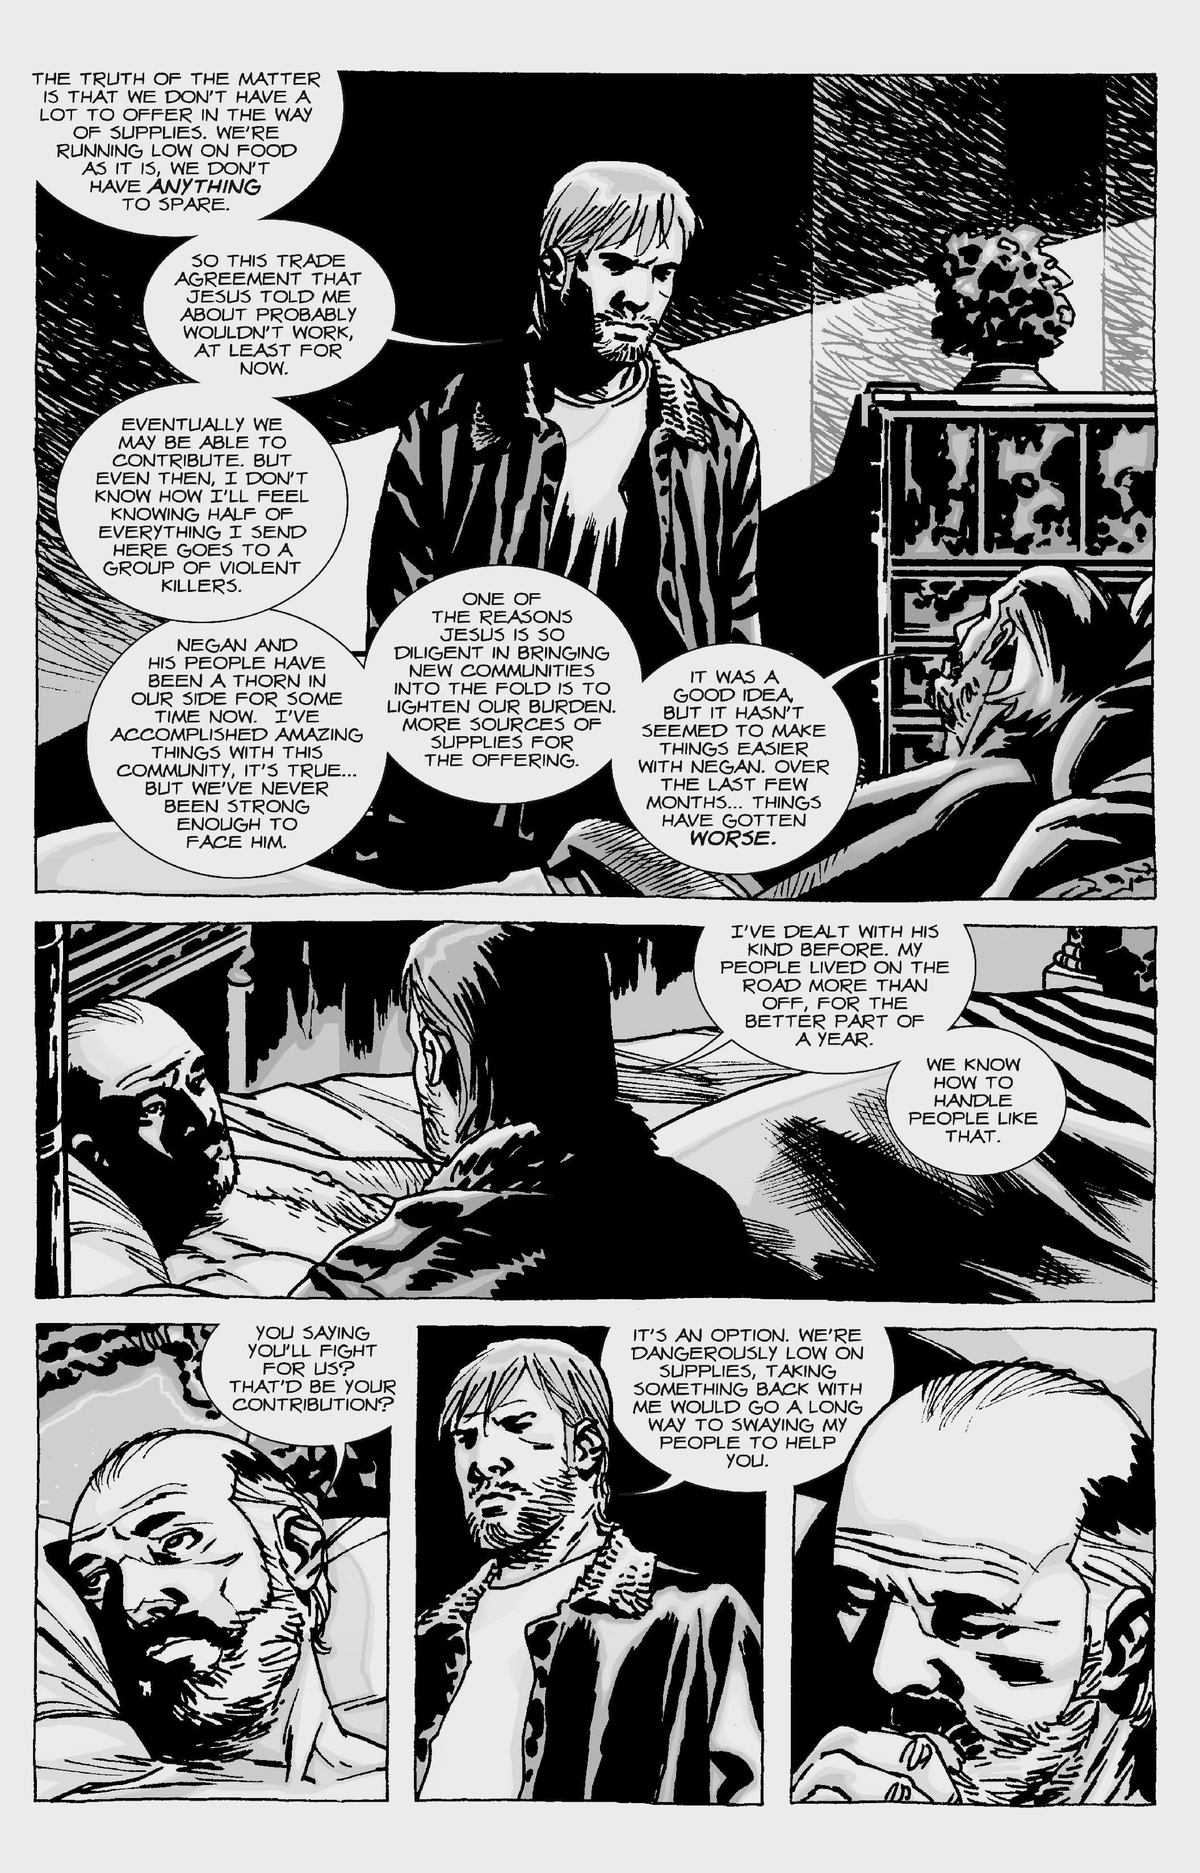 THE TRUTH OF THE MATTER
IS THAT WE DON'T HAVE A
LOT TO OFFER IN THE WAY
OF SUPPLIES. WE'RE
RUNNING LOW ON FOOD
AS IT IS, WE DON'T
HAVE ANYTHING
TO SPARE.
SO THIS TRADE
AGREEMENT THAT
JESUS TOLD ME
ABOUT PROBABLY
WOULDN'T WORK,
AT LEAST FOR
NOW.
EVENTUALLY WE
MAY BE ABLE TO
CONTRIBUTE. BUT
EVEN THEN, I DON'T
KNOW HOW I'LL FEEL
KNOWING HALF OF
EVERYTHING I SEND
HERE GOES TO A
GROUP OF VIOLENT
KILLERS.
NEGAN AND
HIS PEOPLE HAVE
BEEN A THORN IN
OUR SIDE FOR SOME
TIME NOW. I'VE
ACCOMPLISHED AMAZING
THINGS WITH THIS
COMMUNITY, IT'S TRUE...
BUT WE'VE NEVER
BEEN STRONG
ENOUGH TO
FACE HIM.
ONE OF
THE REASONS
JESUS IS SO
DILIGENT IN BRINGING
NEW COMMUNITIES
INTO THE FOLD IS TO
LIGHTEN OUR BURDEN.
MORE SOURCES OF
SUPPLIES FOR
THE OFFERING.
IT WAS A
GOOD IDEA,
BUT IT HASN'T
SEEMED TO MAKE
THINGS EASIER
WITH NEGAN. OVER
THE LAST FEW
MONTHS... THINGS
HAVE GOTTEN
WORSE.
I'VE DEALT WITH HIS
KIND BEFORE. MY
PEOPLE LIVED ON THE
ROAD MORE THAN
OFF, FOR THE
BETTER PART OF
A YEAR.
WE KNOW
HOW TO
HANDLE
PEOPLE LIKE
THAT.
YOU SAYING
YOU'LL FIGHT
FOR US?
THAT'D BE YOUR
CONTRIBUTION?
IT'S AN OPTION. WE'RE
DANGEROUSLY LOW ON
SUPPLIES, TAKING
SOMETHING BACK WITH
ME WOULD GO A LONG
WAY TO SWAYING MY
PEOPLE TO HELP
YOU.